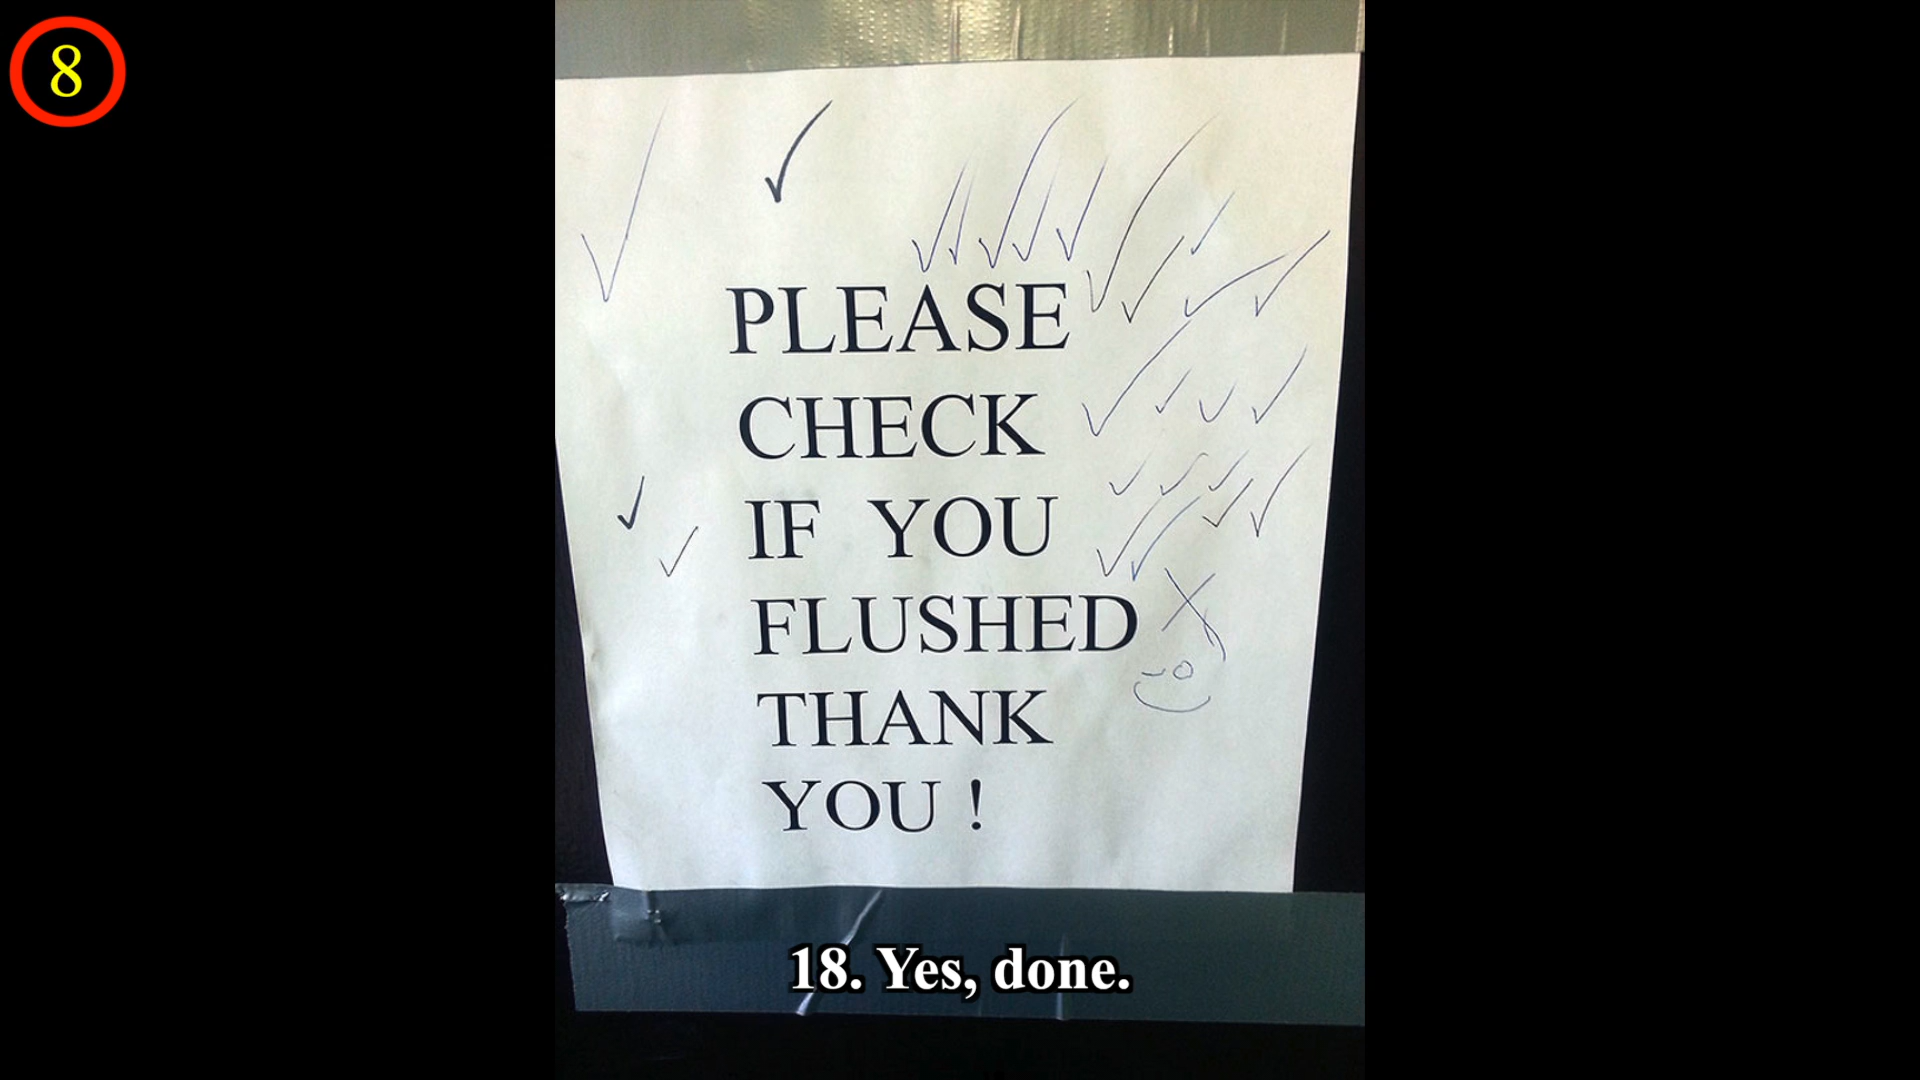 8
PLEASE
CHECK
IF YOU
FLUSHED
THANK
YOU !
18. Yes, done.